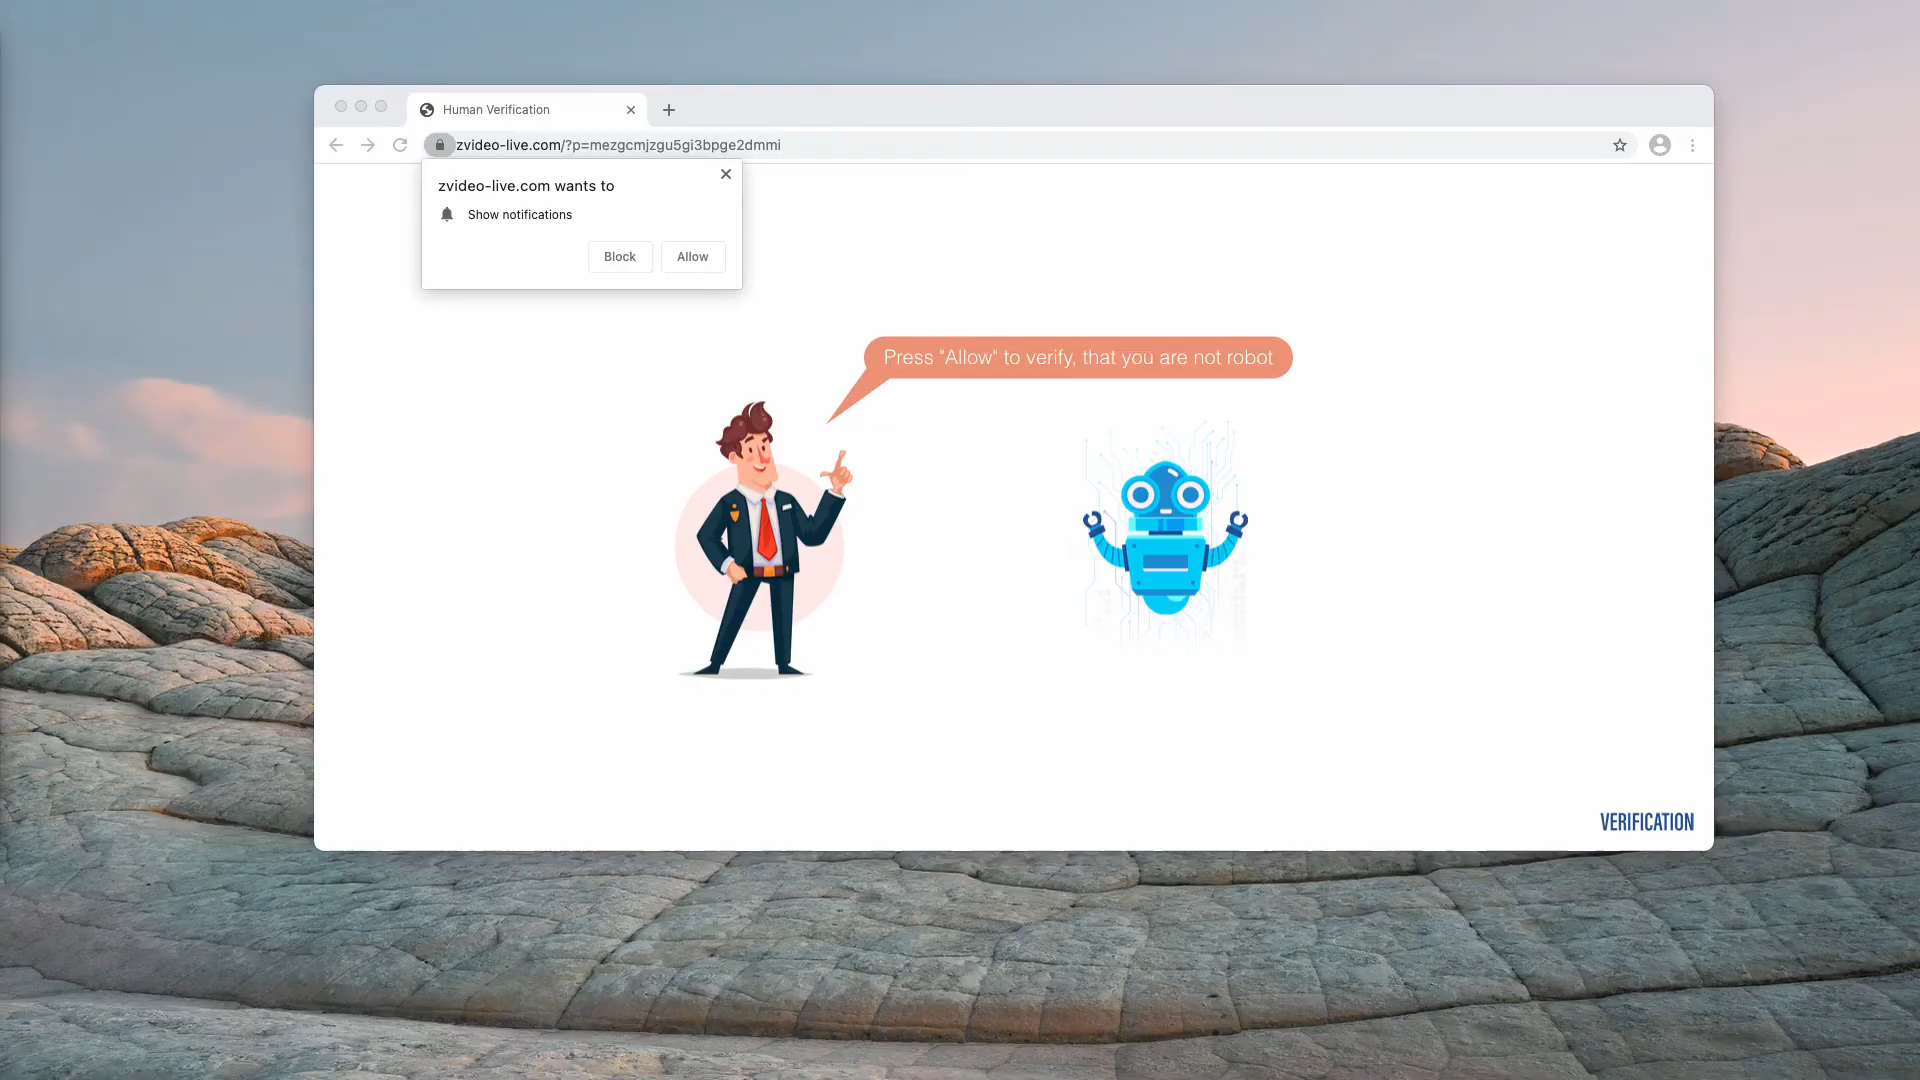 Human Verification
zvideo-live.com/?p=mezgcmjzgu5gi3bpge2dmmi
zvideo-live.com wants to
Show notifications
Block
Allow
Press "Allow" to verify, that you are not robot
VERIFICATION